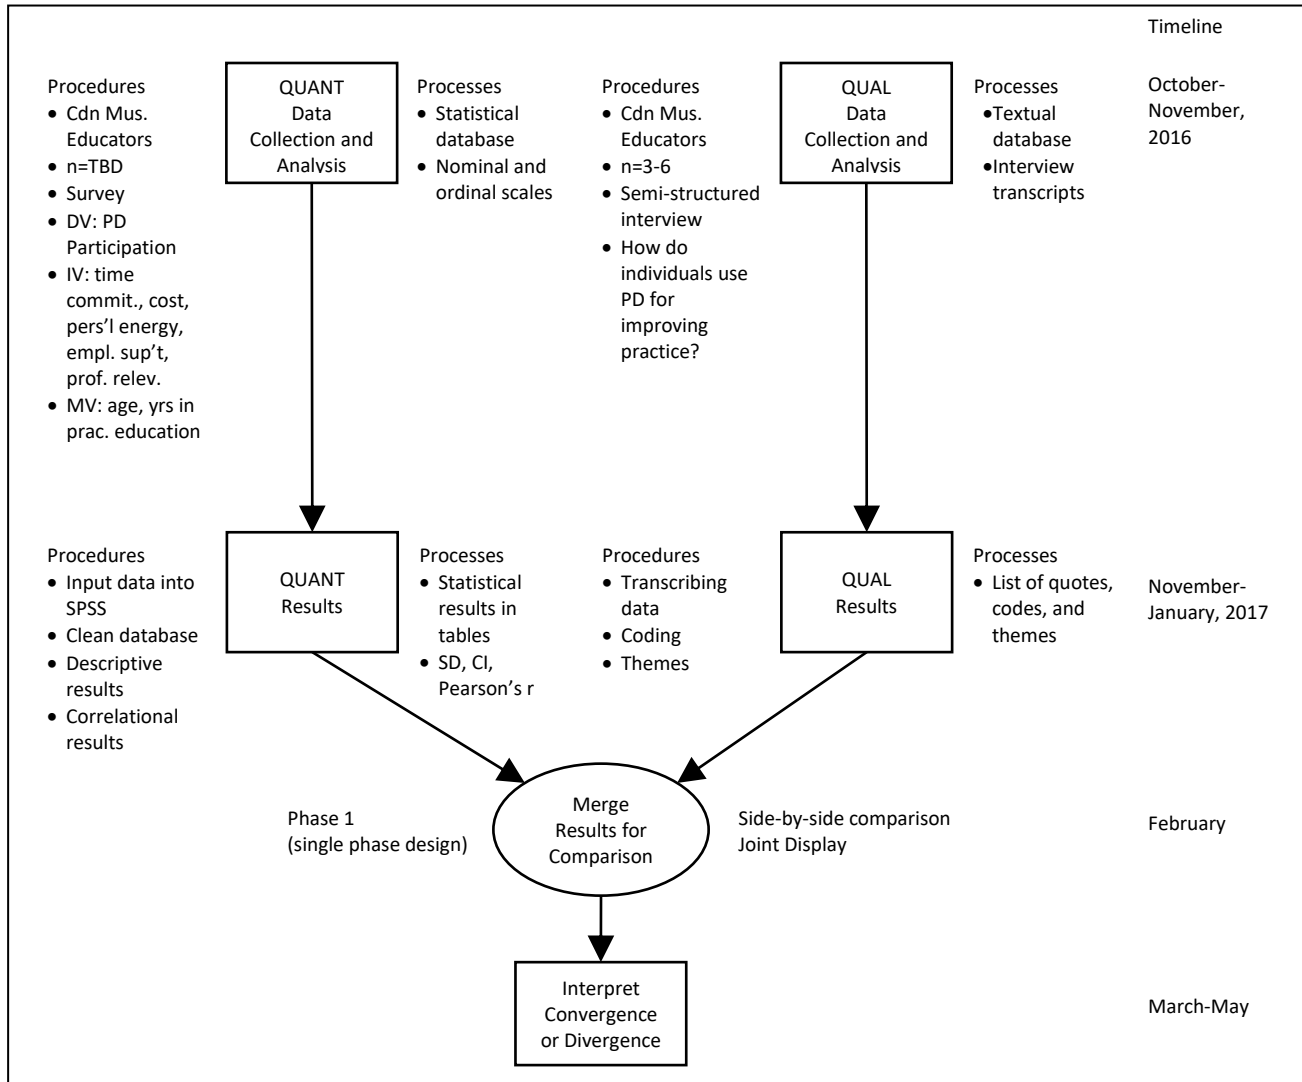 Timeline
Procedures
• Cdn Mus.
Educators
• n=TBD
• Survey
• DV: PD
Participation
• IV: time
commit., cost,
pers’l energy,
empl. sup’t,
prof. relev.
• MV: age, yrs in
prac. education
QUANT
Data
Collection and
Analysis
Processes
• Statistical
database
• Nominal and
ordinal scales
Procedures
• Cdn Mus.
Educators
• n=3-6
• Semi-structured
interview
• How do
individuals use
PD for
improving
practice?
QUAL
Data
Collection and
Analysis
Processes
•Textual
database
•Interview
transcripts
October-
November,
2016
Procedures
• Input data into
SPSS
• Clean database
• Descriptive
results
• Correlational
results
QUANT
Results
Processes
• Statistical
results in
tables
• SD, CI,
Pearson’s r
Procedures
• Transcribing
data
• Coding
• Themes
QUAL
Results
Processes
• List of quotes,
codes, and
themes
November-
January, 2017
Phase 1
(single phase design)
Merge
Results for
Comparison
Side-by-side comparison
Joint Display
February
Interpret
Convergence
or Divergence
March-May